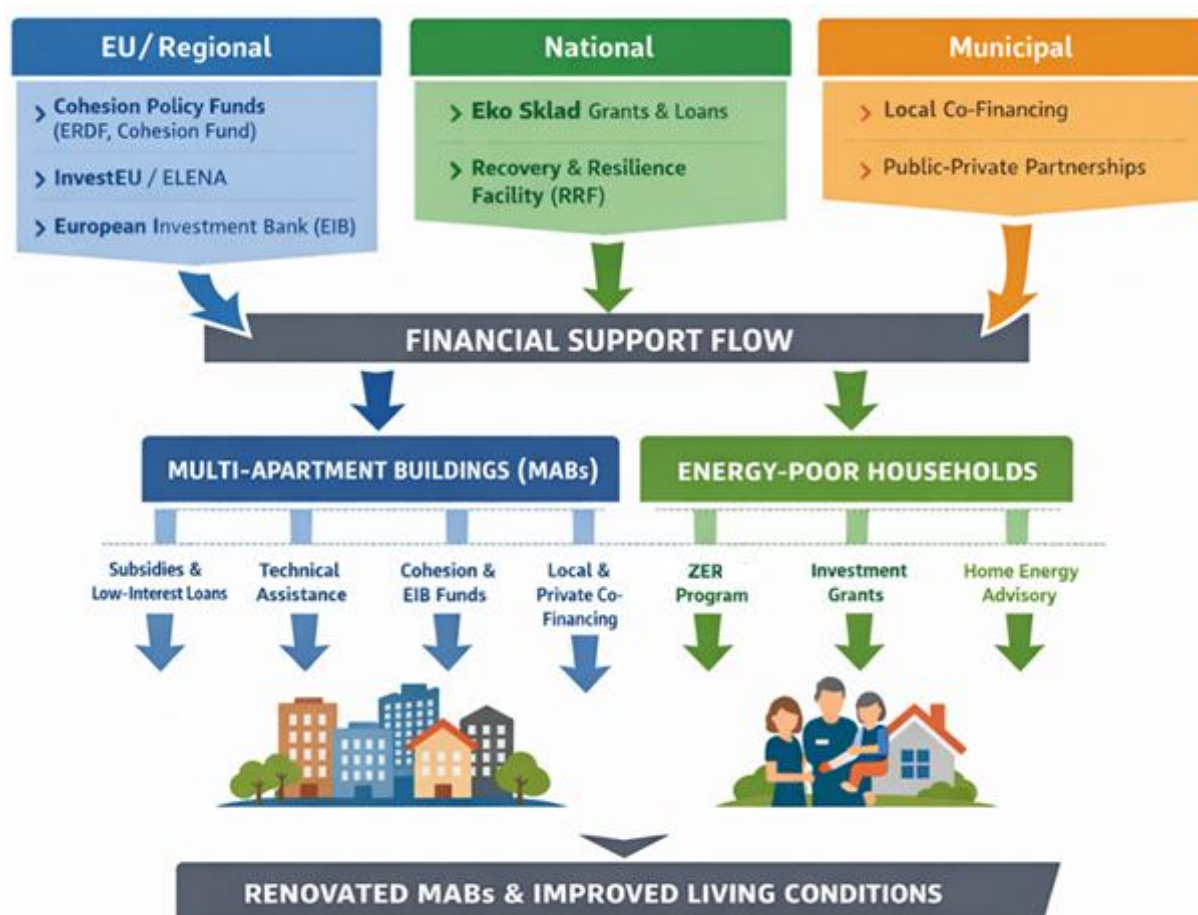 EU/Regional
Cohesion Policy Funds
(ERDF, Cohesion Fund)
InvestEU / ELENA
European Investment Bank (EIB)
National
Eko Sklad Grants & Loans
Recovery & Resilience
Facility (RRF)
Municipal
Local Co-Financing
Public-Private Partnerships
FINANCIAL SUPPORT FLOW
MULTI-APARTMENT BUILDINGS (MABs)
Subsidies &
Low-Interest Loans
Technical
Assistance
Cohesion &
EIB Funds
Local &
Private Co-
Financing
ENERGY-POOR HOUSEHOLDS
ZER
Program
Investment
Grants
Home Energy
Advisory
RENOVATED MABs & IMPROVED LIVING CONDITIONS